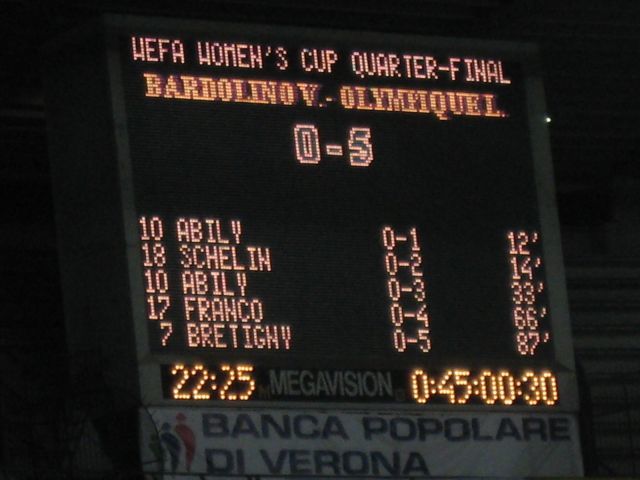 UEFA WOMEN'S CUP QUARTER-FINAL
BARDOLINO V. - OLYMPIQUE L.
0-5
10 ABILY 0-1 12'
18 SCHELIN 0-2 14'
10 ABILY 0-3 33'
17 FRANCO 0-4 66'
7 BRETIGNY 0-5 87'
22:25 MEGAVISION 0:45:00:30
BANCA POPOLARE
DI VERONA